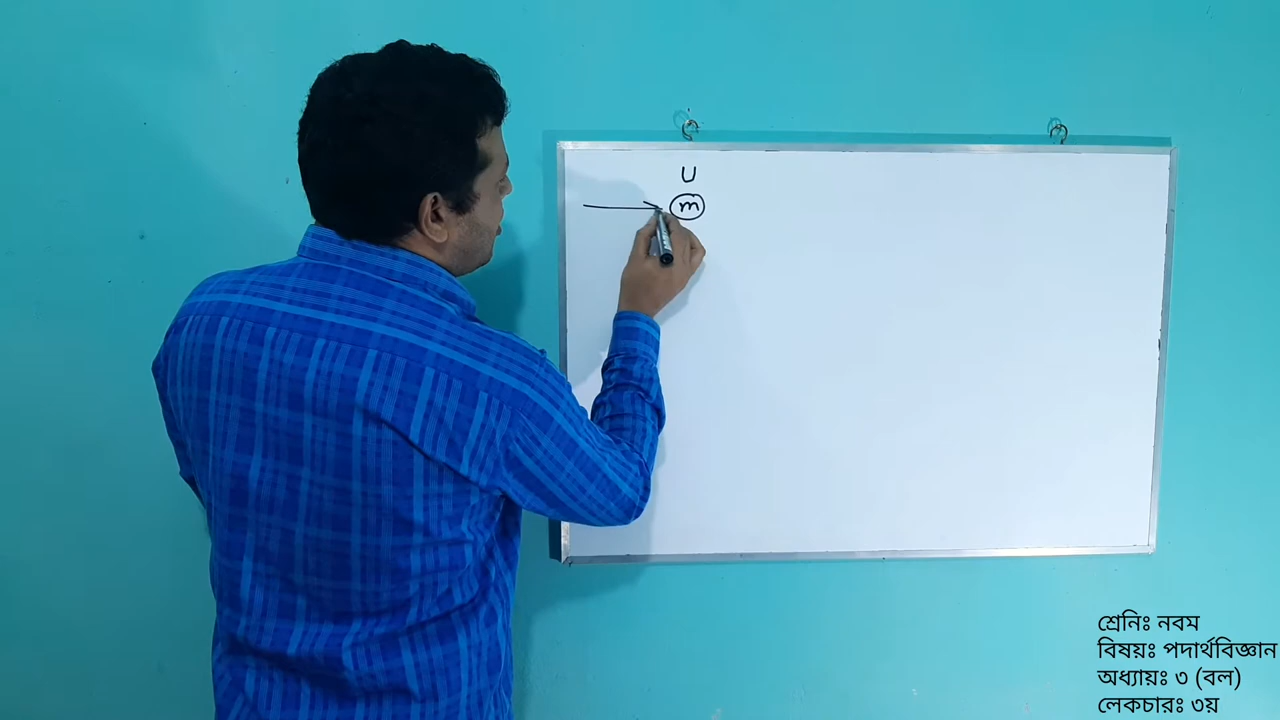 U
m
শ্রেনিঃ নবম
বিষয়ঃ পদার্থবিজ্ঞান
অধ্যায়ঃ ৩ (বল)
লেকচারঃ ৩য়